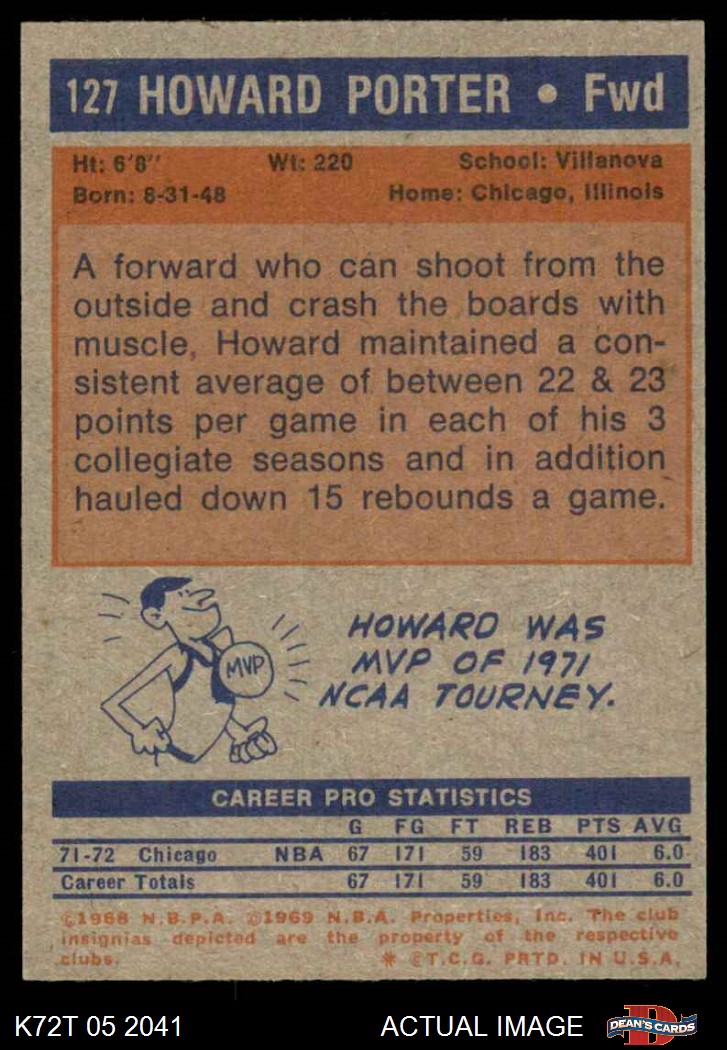 127 HOWARD PORTER • Fwd
Ht: 6'8" Wt: 220 School: Villanova
Born: 8-31-48 Home: Chicago, Illinois
A forward who can shoot from the
outside and crash the boards with
muscle, Howard maintained a con-
sistent average of between 22 & 23
points per game in each of his 3
collegiate seasons and in addition
hauled down 15 rebounds a game.
MVP
HOWARD WAS
MVP OF 1971
NCAA TOURNEY.
CAREER PRO STATISTICS
G FG FT REB PTS AVG
71-72 Chicago NBA 67 171 59 183 401 6.0
Career Totals 67 171 59 183 401 6.0
©1968 N.B.P.A. ©1969 N.B.A. Properties, Inc. The club
insignias depicted are the property of the respective
clubs. * ©T.C.G. PRTD. IN U.S.A.
K72T 05 2041 ACTUAL IMAGE D DEAN'S CARDS